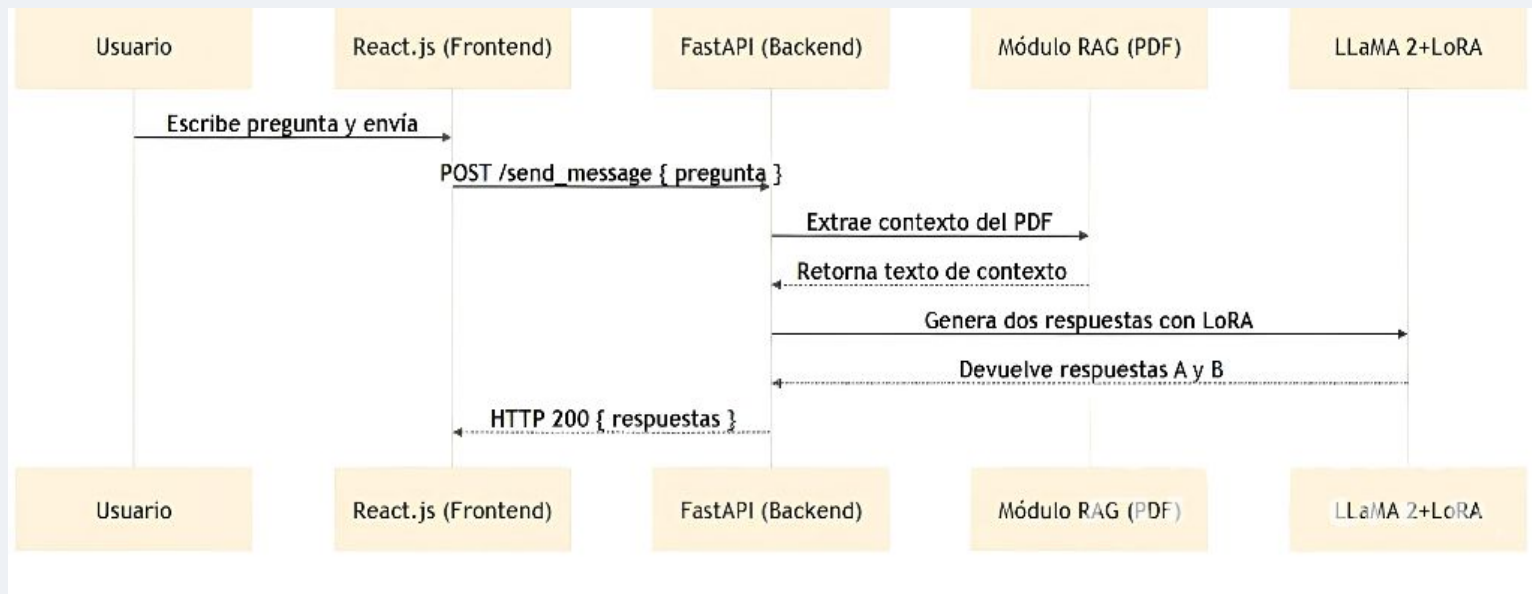 Usuario
React.js (Frontend)
FastAPI (Backend)
Módulo RAG (PDF)
LLaMA 2+LoRA
Escribe pregunta y envía
POST /send_message { pregunta }
Extrae contexto del PDF
Retorna texto de contexto
Genera dos respuestas con LoRA
Devuelve respuestas A y B
HTTP 200 { respuestas }
Usuario
React.js (Frontend)
FastAPI (Backend)
Módulo RAG (PDF)
LLaMA 2+LoRA